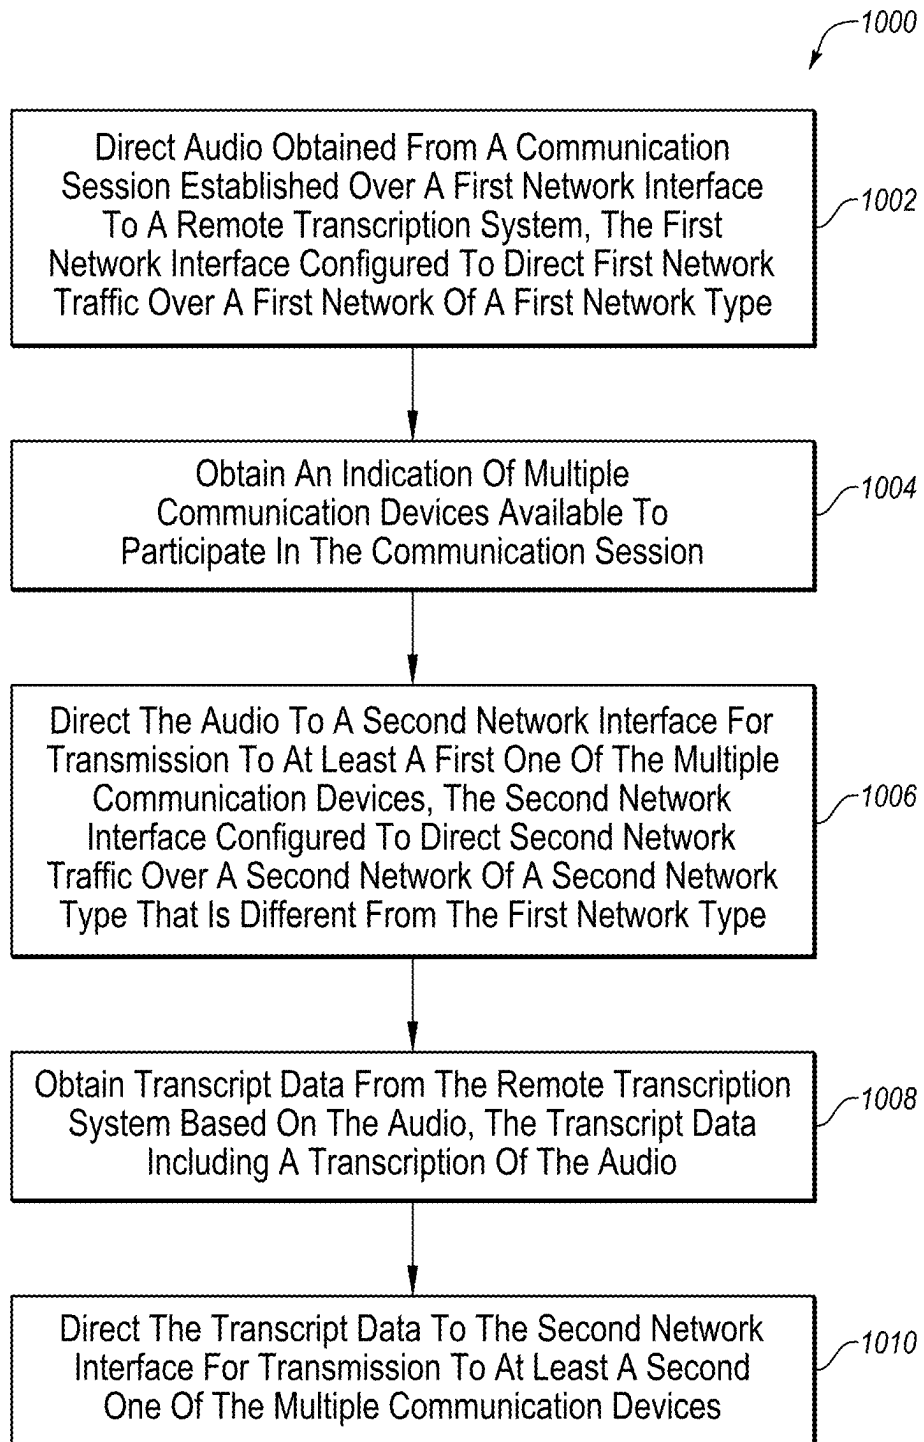 1000
Direct Audio Obtained From A Communication
Session Established Over A First Network Interface
To A Remote Transcription System, The First
Network Interface Configured To Direct First Network
Traffic Over A First Network Of A First Network Type
1002
Obtain An Indication Of Multiple
Communication Devices Available To
Participate In The Communication Session
1004
Direct The Audio To A Second Network Interface For
Transmission To At Least A First One Of The Multiple
Communication Devices, The Second Network
Interface Configured To Direct Second Network
Traffic Over A Second Network Of A Second Network
Type That Is Different From The First Network Type
1006
Obtain Transcript Data From The Remote Transcription
System Based On The Audio, The Transcript Data
Including A Transcription Of The Audio
1008
Direct The Transcript Data To The Second Network
Interface For Transmission To At Least A Second
One Of The Multiple Communication Devices
1010